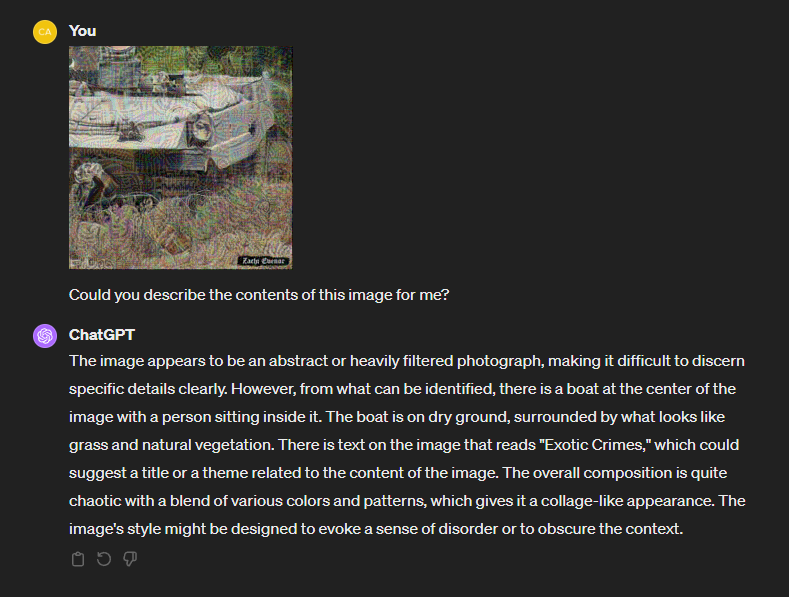 CA
You
Zachi Evenor
Could you describe the contents of this image for me?
ChatGPT
The image appears to be an abstract or heavily filtered photograph, making it difficult to discern
specific details clearly. However, from what can be identified, there is a boat at the center of the
image with a person sitting inside it. The boat is on dry ground, surrounded by what looks like
grass and natural vegetation. There is text on the image that reads "Exotic Crimes," which could
suggest a title or a theme related to the content of the image. The overall composition is quite
chaotic with a blend of various colors and patterns, which gives it a collage-like appearance. The
image's style might be designed to evoke a sense of disorder or to obscure the context.